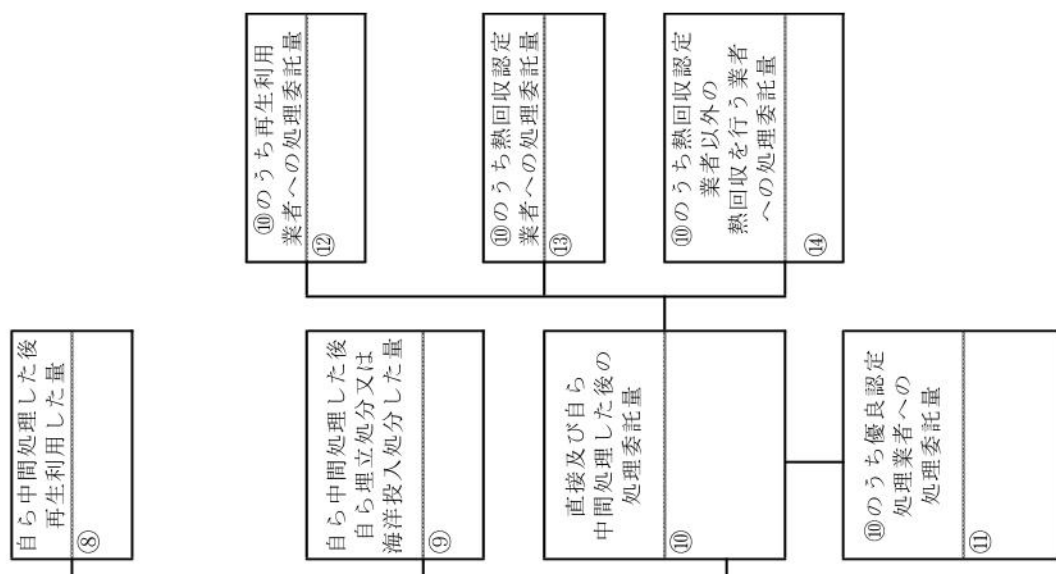 自ら中間処理した後
再生利用した量
⑧
自ら中間処理した後
自ら埋立処分又は
海洋投入処分した量
⑨
直接及び自ら
中間処理した後の
処理委託量
⑩
⑩のうち優良認定
処理業者への
処理委託量
⑪
⑩のうち再生利用
業者への処理委託量
⑫
⑩のうち熱回収認定
業者への処理委託量
⑬
⑩のうち熱回収認定
業者以外の
熱回収を行う業者
への処理委託量
⑭